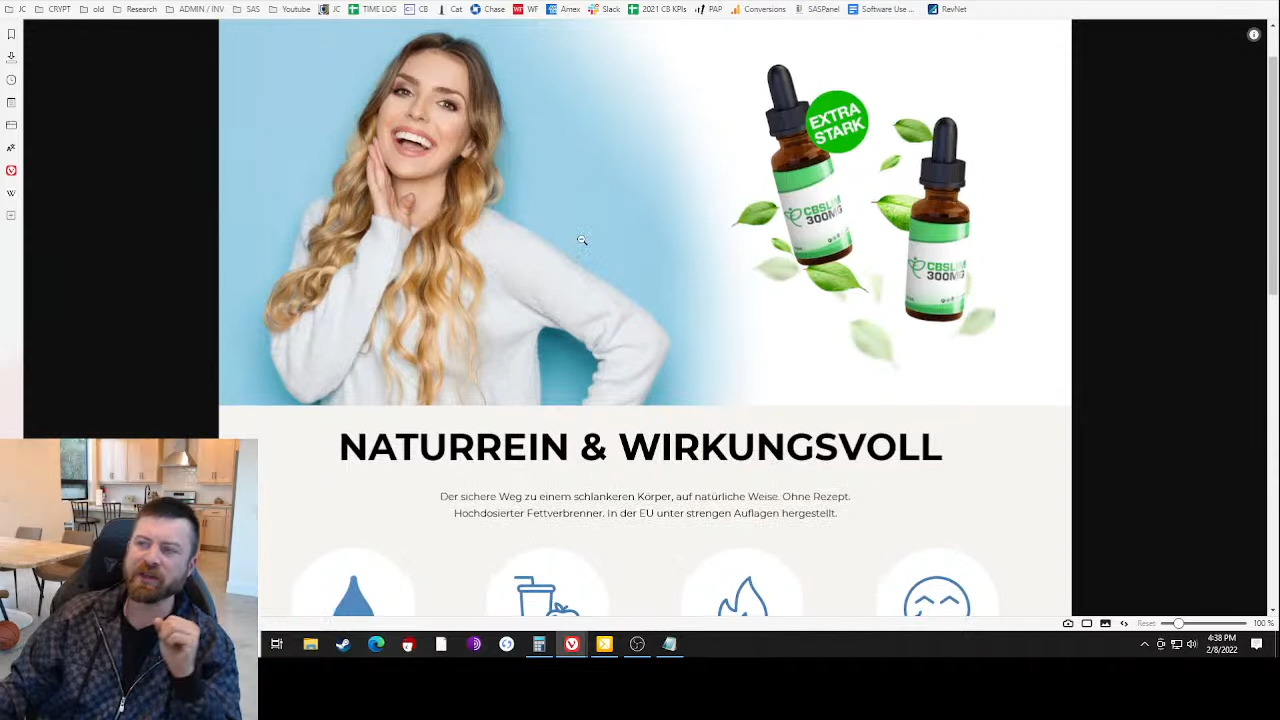 JC
CRYPT
old
Research
ADMIN / INV
SAS
Youtube
JC
TIME LOG
CB
Cat
Chase
WF
Amex
Slack
2021 CB KPIs
PAP
Conversions
SASPanel
Software Use ...
RevNet
EXTRA
STARK
CBSLIM
300MG
CBSLIM
300MG
NATURREIN & WIRKUNGSVOLL
Der sichere Weg zu einem schlankeren Körper, auf natürliche Weise. Ohne Rezept.
Hochdosierter Fettverbrenner. In der EU unter strengen Auflagen hergestellt.
Reset
100 %
4:38 PM
2/8/2022